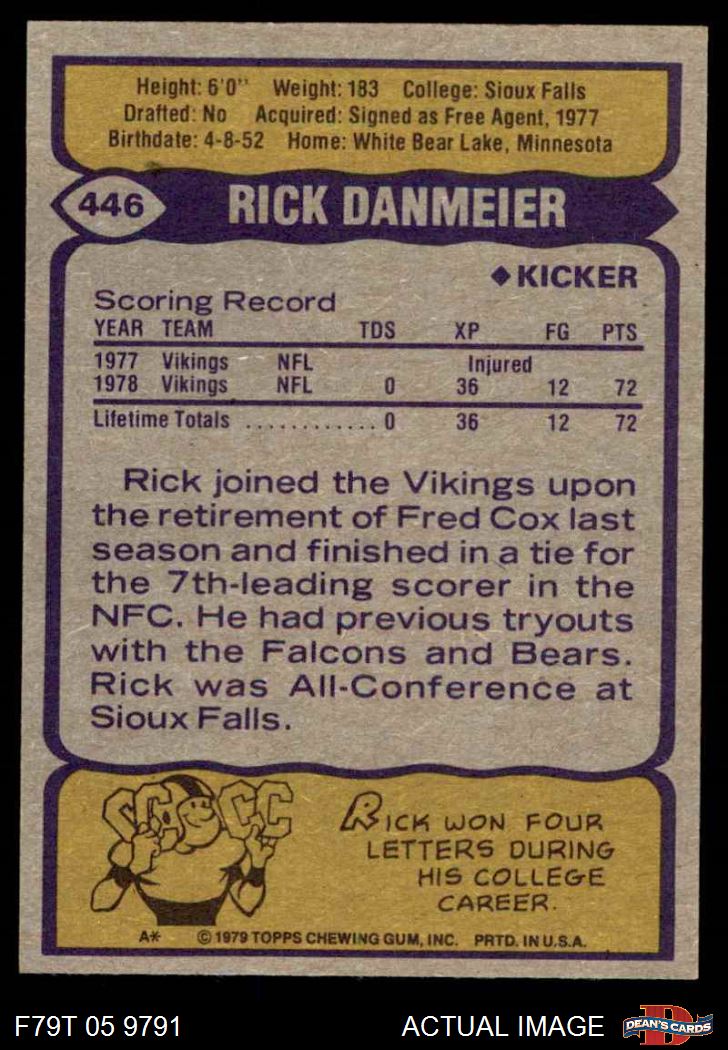 Height: 6'0'' Weight: 183 College: Sioux Falls
Drafted: No Acquired: Signed as Free Agent, 1977
Birthdate: 4-8-52 Home: White Bear Lake, Minnesota
446 RICK DANMEIER
◆ KICKER
Scoring Record
YEAR TEAM TDS XP FG PTS
1977 Vikings NFL Injured
1978 Vikings NFL 0 36 12 72
Lifetime Totals ............ 0 36 12 72
Rick joined the Vikings upon
the retirement of Fred Cox last
season and finished in a tie for
the 7th-leading scorer in the
NFC. He had previous tryouts
with the Falcons and Bears.
Rick was All-Conference at
Sioux Falls.
CC CC
RICK WON FOUR
LETTERS DURING
HIS COLLEGE
CAREER.
A* © 1979 TOPPS CHEWING GUM, INC. PRTD. IN U.S.A.
F79T 05 9791 ACTUAL IMAGE D DEAN'S CARDS